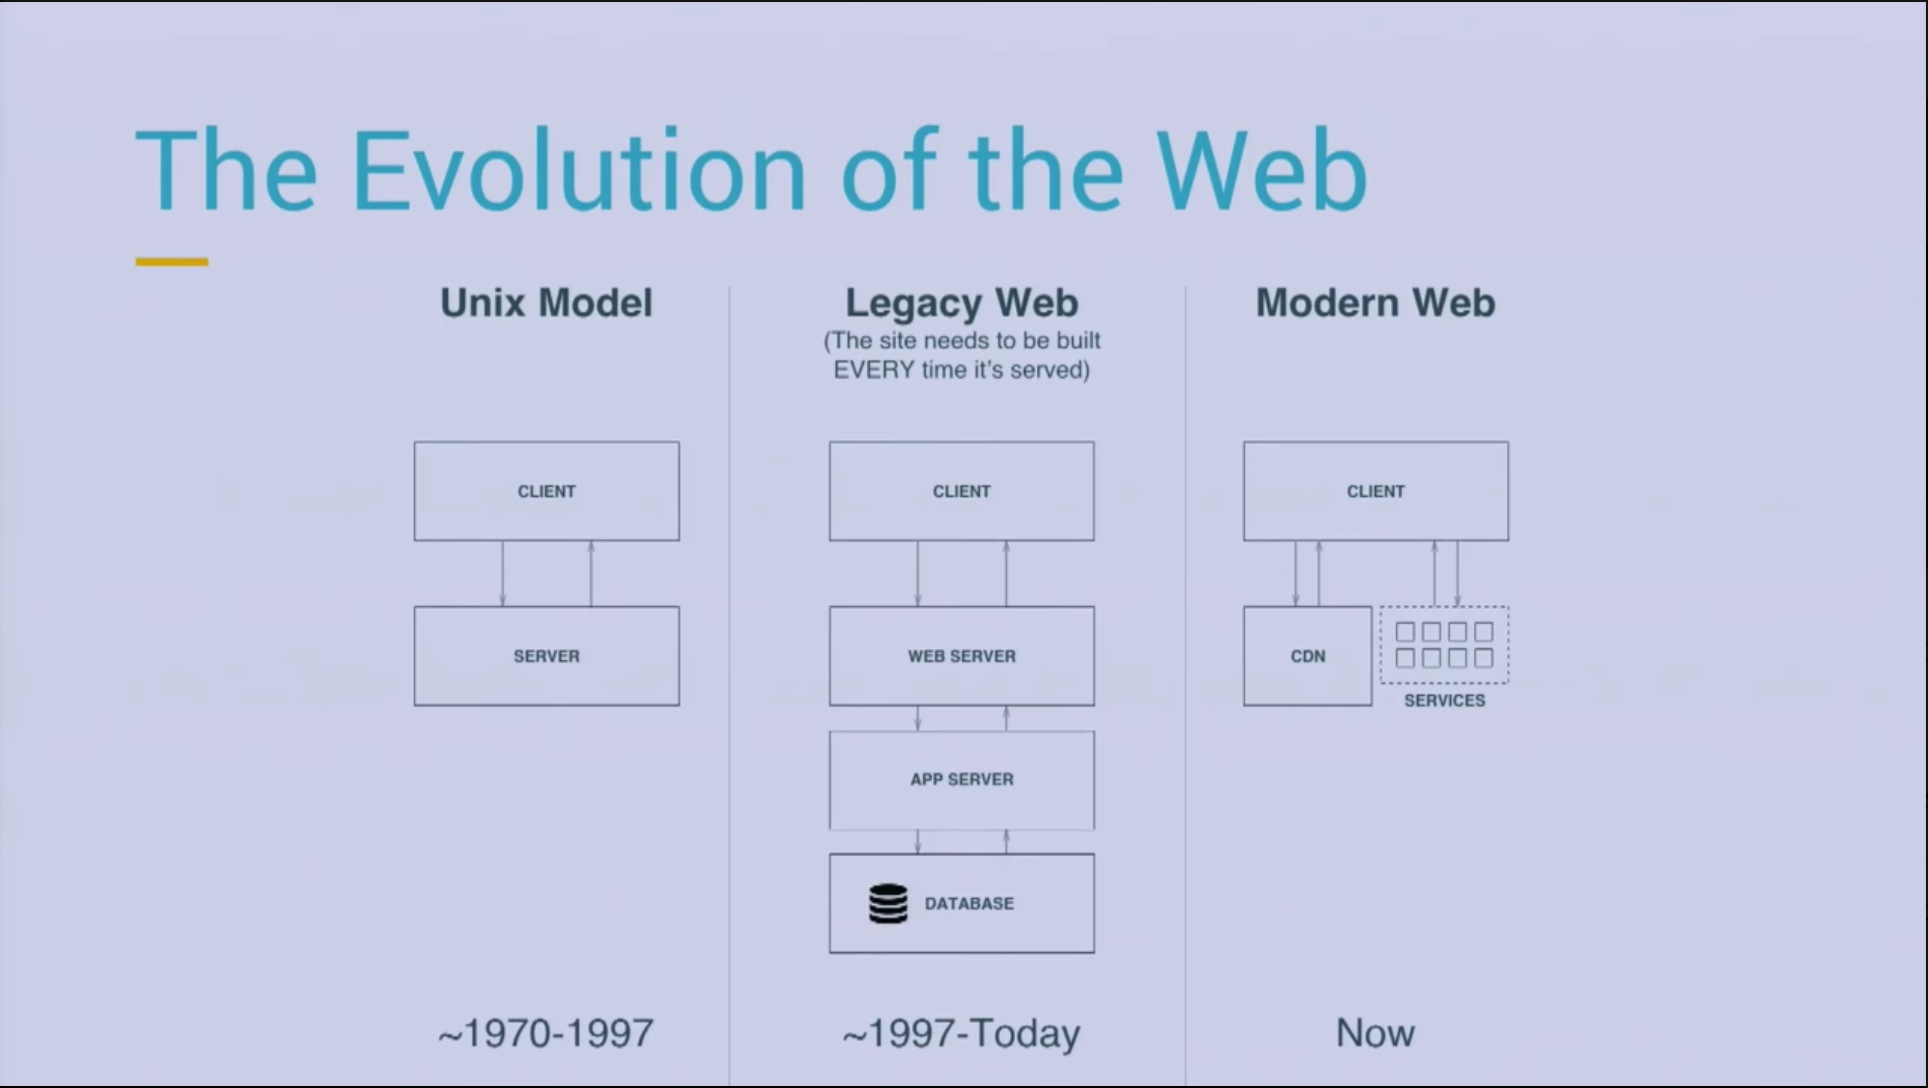 The Evolution of the Web
Unix Model
CLIENT
SERVER
~1970-1997
Legacy Web
(The site needs to be built
EVERY time it's served)
CLIENT
WEB SERVER
APP SERVER
DATABASE
~1997-Today
Modern Web
CLIENT
CDN
SERVICES
Now